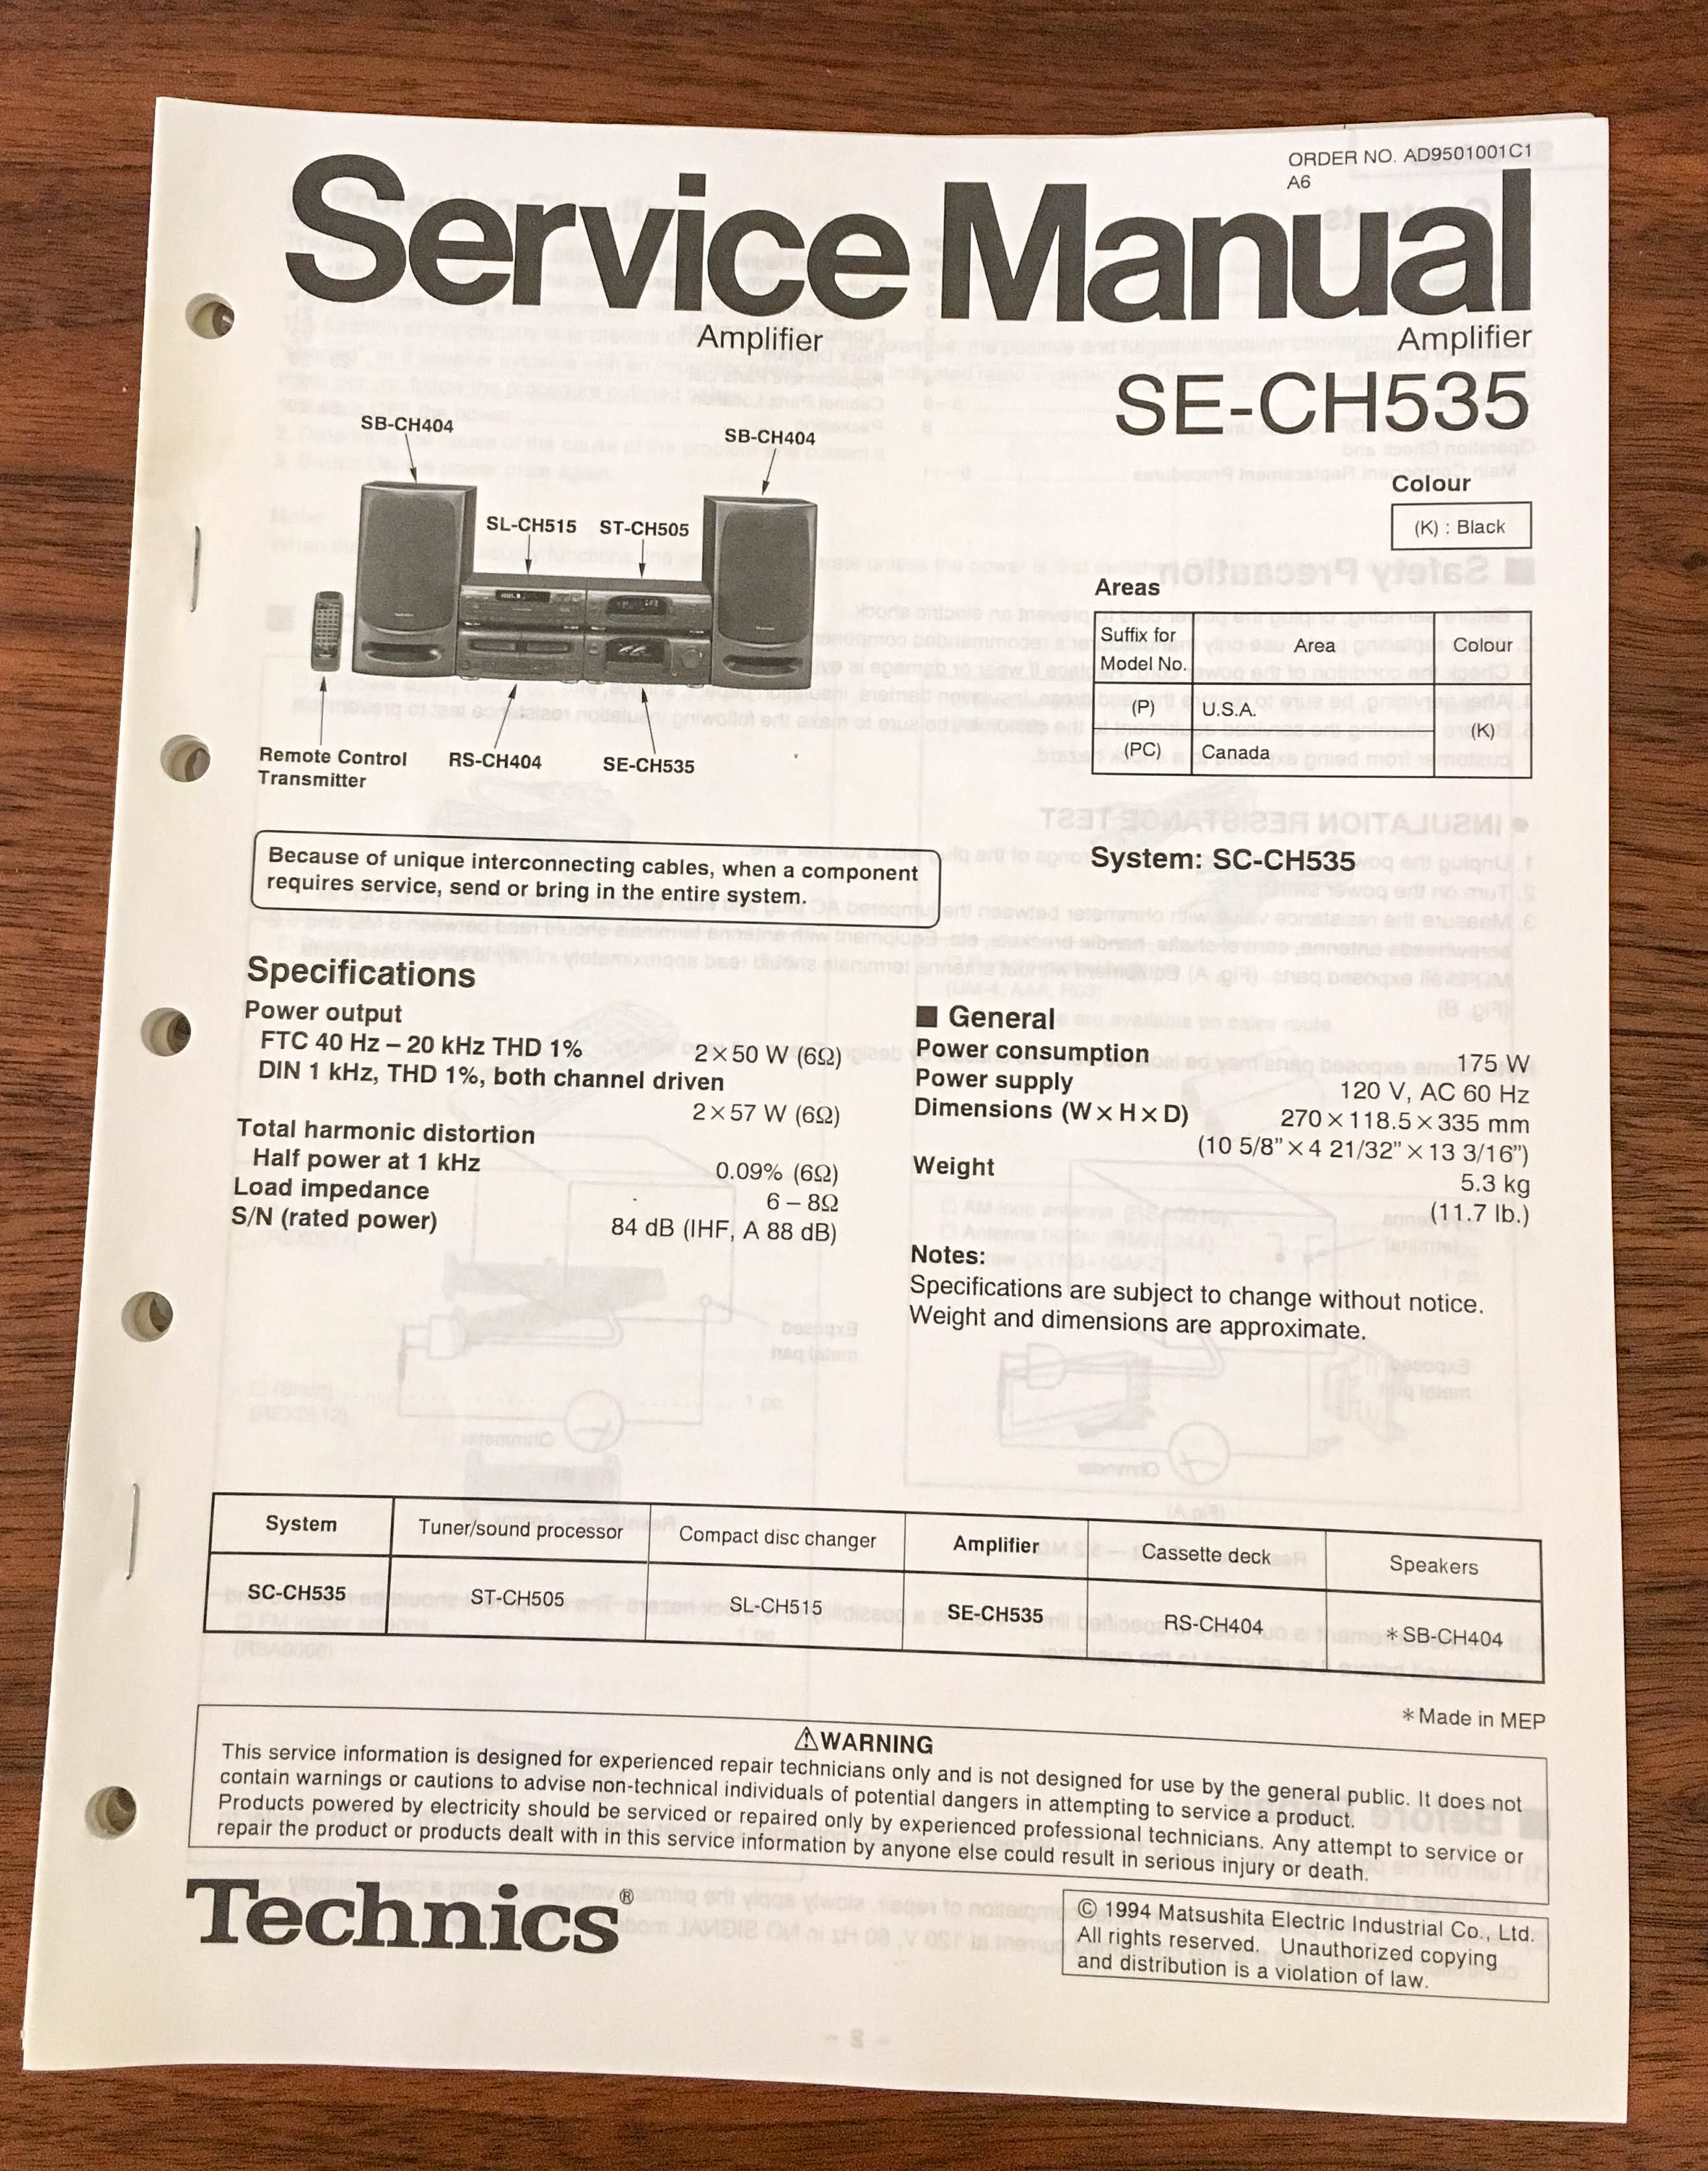 ORDER NO. AD9501001C1
A6
Service Manual
Amplifier
Amplifier
SE-CH535
SB-CH404
SB-CH404
SL-CH515
ST-CH505
Remote Control
Transmitter
RS-CH404
SE-CH535
Colour
(K) : Black
Areas
Suffix for
Model No.
Area
Colour
(P)
U.S.A.
(K)
(PC)
Canada
Because of unique interconnecting cables, when a component
requires service, send or bring in the entire system.
System: SC-CH535
Specifications
Power output
FTC 40 Hz – 20 kHz THD 1% 2×50 W (6Ω)
DIN 1 kHz, THD 1%, both channel driven
2×57 W (6Ω)
Total harmonic distortion
Half power at 1 kHz 0.09% (6Ω)
Load impedance 6 – 8Ω
S/N (rated power) 84 dB (IHF, A 88 dB)
■ General
Power consumption 175 W
Power supply 120 V, AC 60 Hz
Dimensions (W×H×D) 270×118.5×335 mm
(10 5/8”×4 21/32”×13 3/16”)
Weight 5.3 kg
(11.7 lb.)
Notes:
Specifications are subject to change without notice.
Weight and dimensions are approximate.
System Tuner/sound processor Compact disc changer Amplifier Cassette deck Speakers
SC-CH535 ST-CH505 SL-CH515 SE-CH535 RS-CH404 *SB-CH404
*Made in MEP
⚠WARNING
This service information is designed for experienced repair technicians only and is not designed for use by the general public. It does not
contain warnings or cautions to advise non-technical individuals of potential dangers in attempting to service a product.
Products powered by electricity should be serviced or repaired only by experienced professional technicians. Any attempt to service or
repair the product or products dealt with in this service information by anyone else could result in serious injury or death.
Technics®
© 1994 Matsushita Electric Industrial Co., Ltd.
All rights reserved. Unauthorized copying
and distribution is a violation of law.